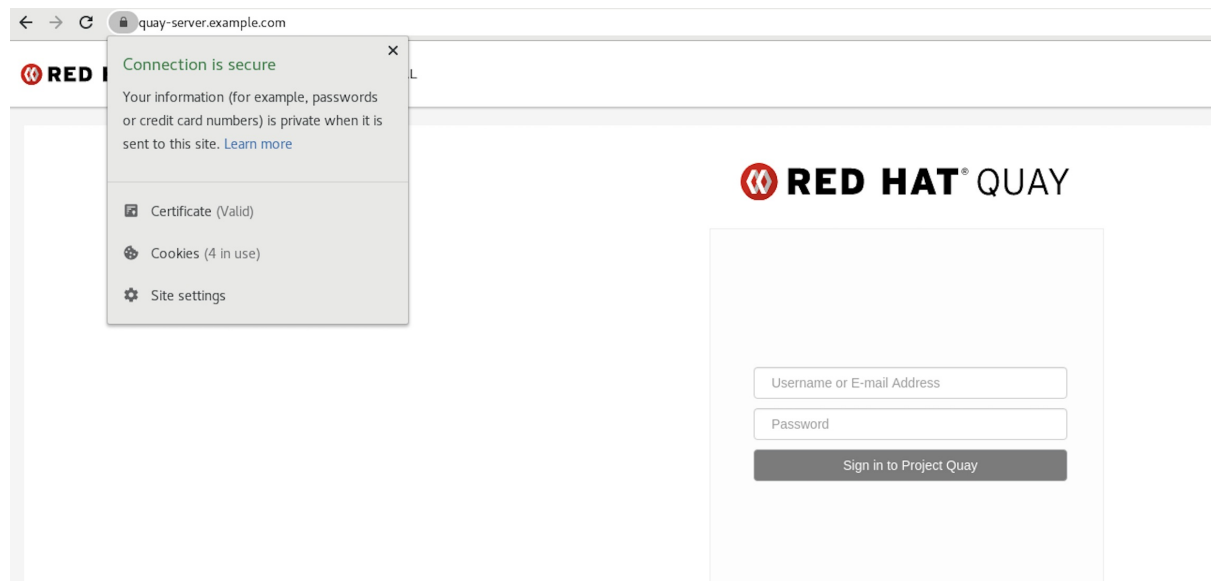 quay-server.example.com
RED
Connection is secure
Your information (for example, passwords
or credit card numbers) is private when it is
sent to this site. Learn more
Certificate (Valid)
Cookies (4 in use)
Site settings
RED HAT® QUAY
Username or E-mail Address
Password
Sign in to Project Quay